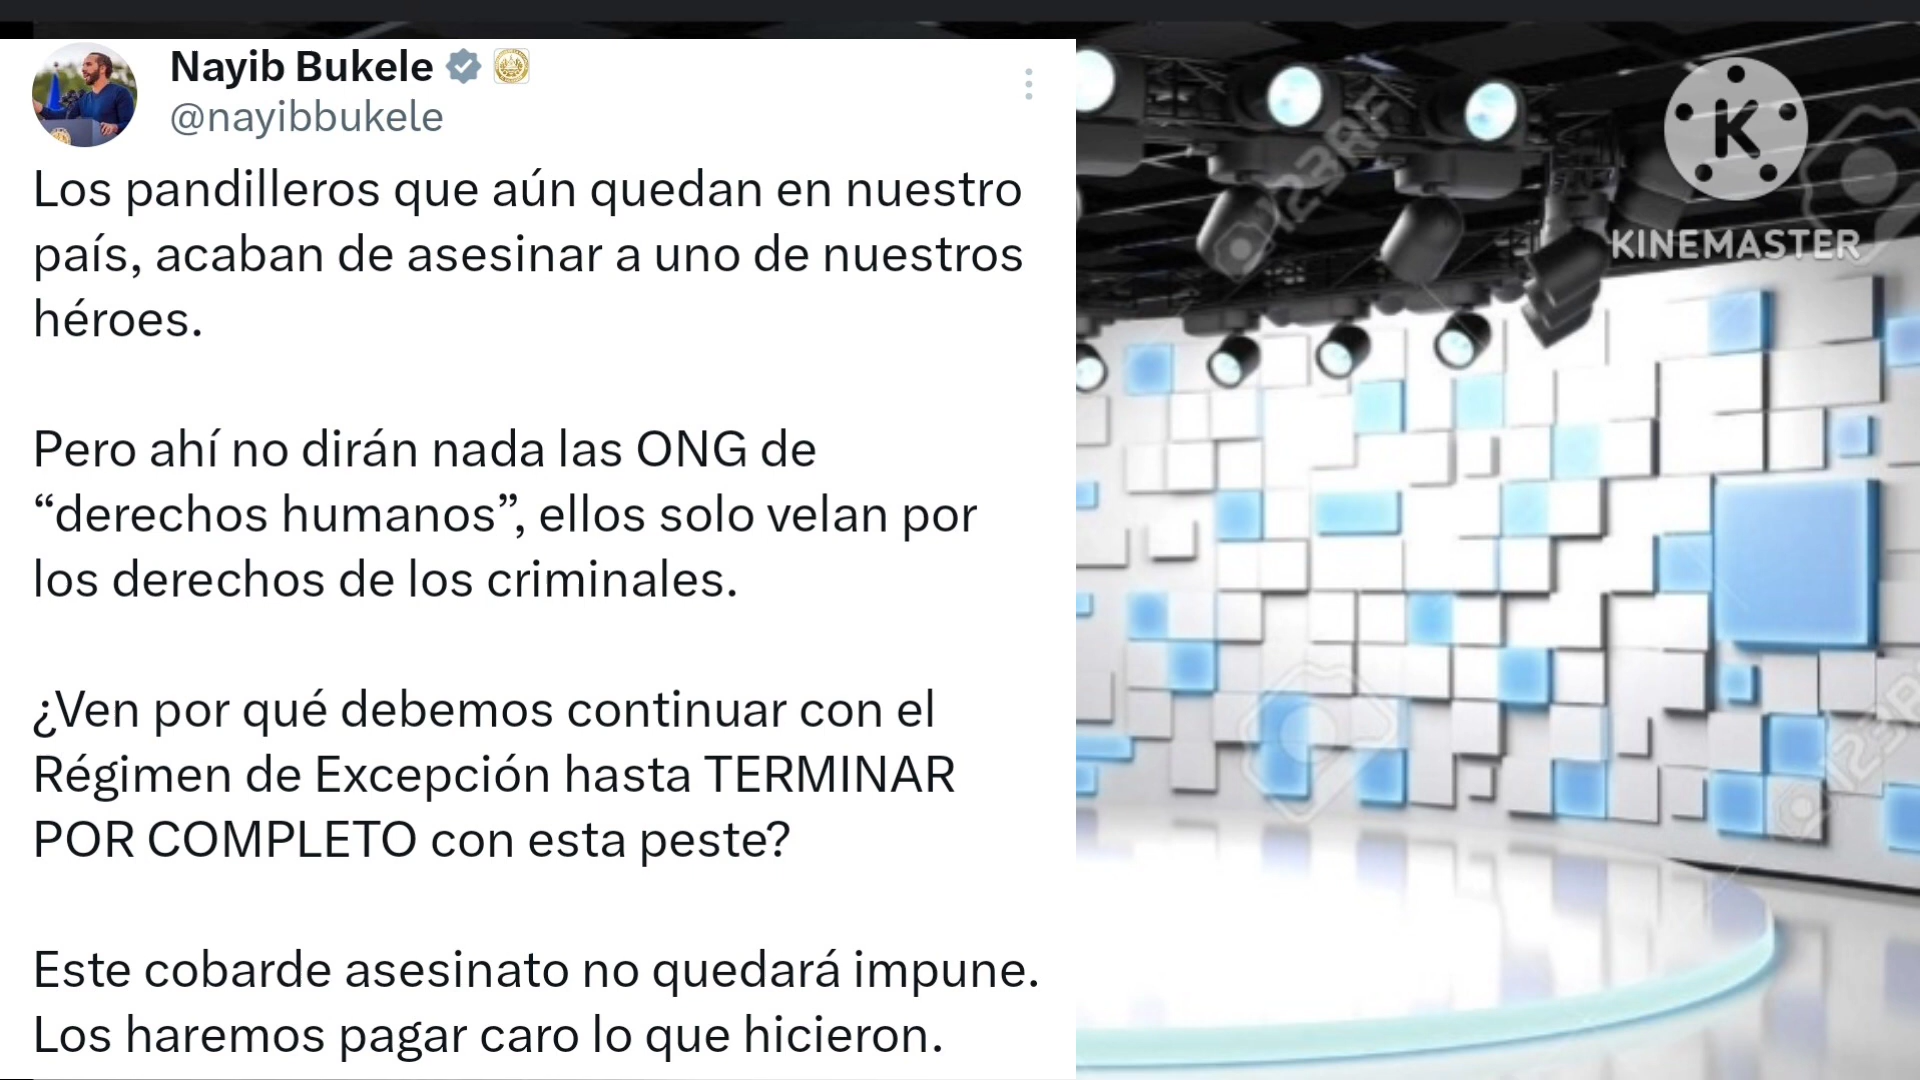 Nayib Bukele
@nayibbukele
Los pandilleros que aún quedan en nuestro
país, acaban de asesinar a uno de nuestros
héroes.
Pero ahí no dirán nada las ONG de
“derechos humanos”, ellos solo velan por
los derechos de los criminales.
¿Ven por qué debemos continuar con el
Régimen de Excepción hasta TERMINAR
POR COMPLETO con esta peste?
Este cobarde asesinato no quedará impune.
Los haremos pagar caro lo que hicieron.
K
KINEMASTER
123RF
123RF